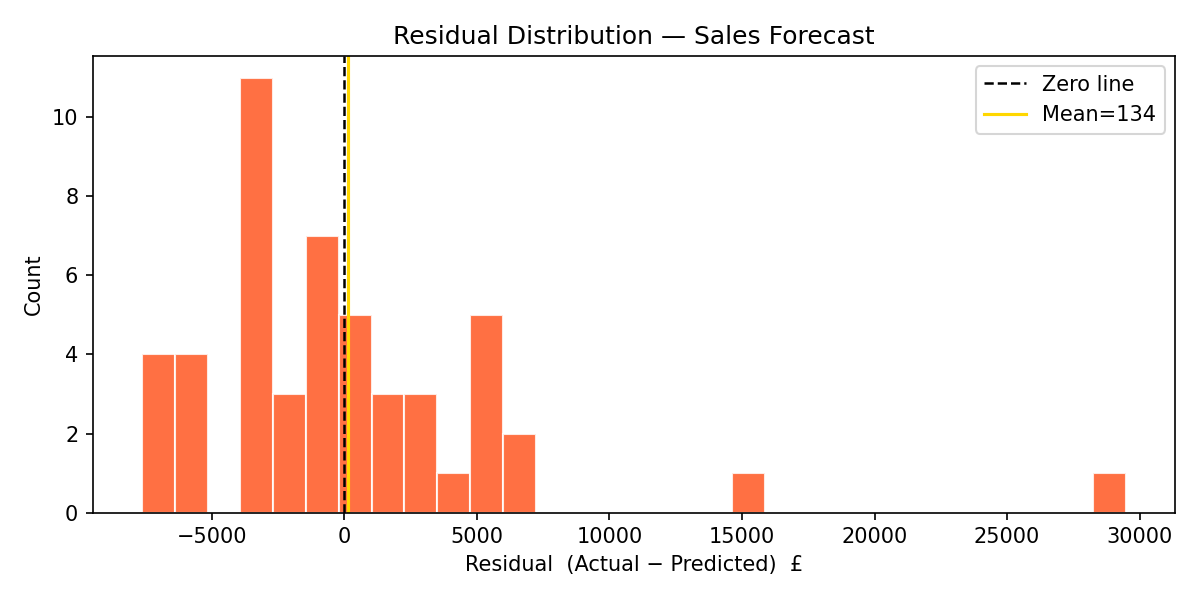 Residual Distribution — Sales Forecast
Zero line
Mean=134
Count
10
8
6
4
2
0
−5000 0 5000 10000 15000 20000 25000 30000
Residual  (Actual − Predicted)  £